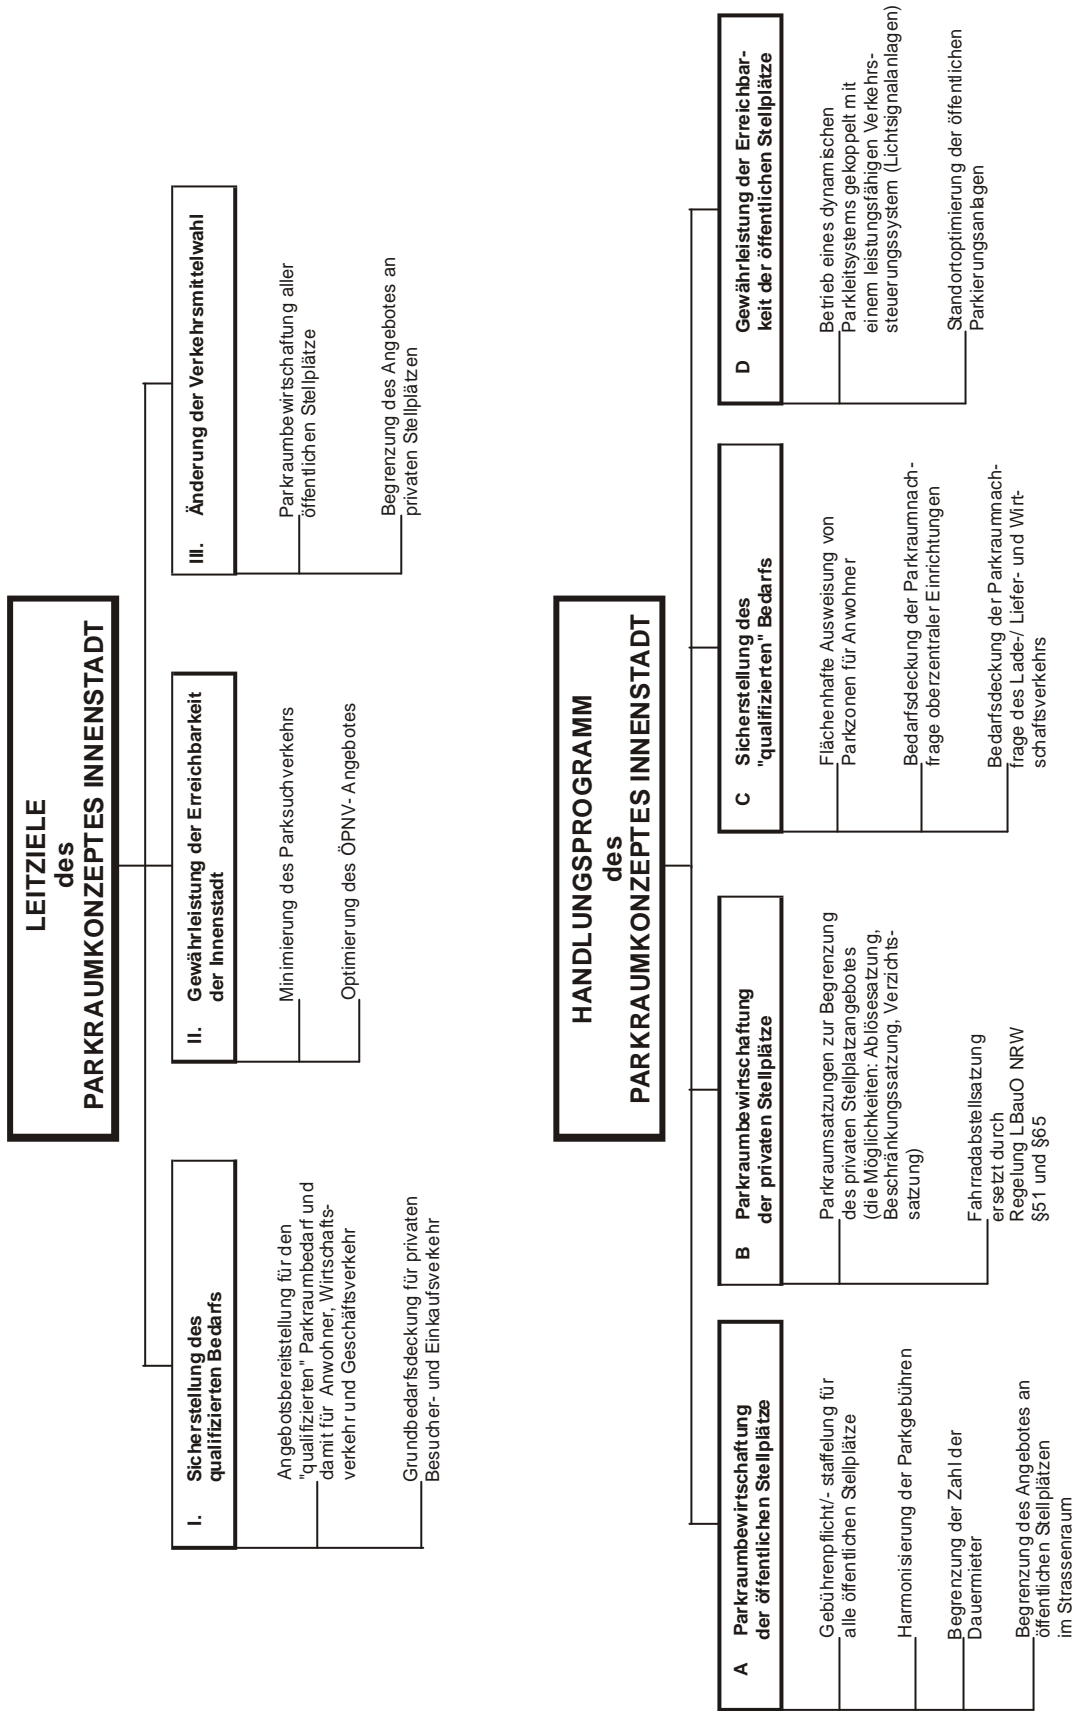 LEITZIELE
des
PARKRAUMKONZEPTES INNENSTADT
I. Sicherstellung des
qualifizierten Bedarfs
Angebotsbereitstellung für den
"qualifizierten" Parkraumbedarf und
damit für Anwohner, Wirtschafts-
verkehr und Geschäftsverkehr
Grundbedarfsdeckung für privaten
Besucher- und Einkaufsverkehr
II. Gewährleistung der Erreichbarkeit
der Innenstadt
Minimierung des Parksuchverkehrs
Optimierung des ÖPNV- Angebotes
III. Änderung der Verkehrsmittelwahl
Parkraumbewirtschaftung aller
öffentlichen Stellplätze
Begrenzung des Angebotes an
privaten Stellplätzen
HANDLUNGSPROGRAMM
des
PARKRAUMKONZEPTES INNENSTADT
A Parkraumbewirtschaftung
der öffentlichen Stellplätze
Gebührenpflicht/- staffelung für
alle öffentlichen Stellplätze
Harmonisierung der Parkgebühren
Begrenzung der Zahl der
Dauermieter
Begrenzung des Angebotes an
öffentlichen Stellplätzen
im Strassenraum
B Parkraumbewirtschaftung
der privaten Stellplätze
Parkraumsatzungen zur Begrenzung
des privaten Stellplatzangebotes
(die Möglichkeiten: Ablösesatzung,
Beschränkungssatzung, Verzichts-
satzung)
Fahrradabstellsatzung
ersetzt durch
Regelung LBauO NRW
§51 und §65
C Sicherstellung des
"qualifizierten" Bedarfs
Flächenhafte Ausweisung von
Parkzonen für Anwohner
Bedarfsdeckung der Parkraumnach-
frage oberzentraler Einrichtungen
Bedarfsdeckung der Parkraumnach-
frage des Lade-/ Liefer- und Wirt-
schaftsverkehrs
D Gewährleistung der Erreichbar-
keit der öffentlichen Stellplätze
Betrieb eines dynamischen
Parkleitsystems gekoppelt mit
einem leistungsfähigen Verkehrs-
steuerungssystem (Lichtsignalanlagen)
Standortoptimierung der öffentlichen
Parkierungsanlagen